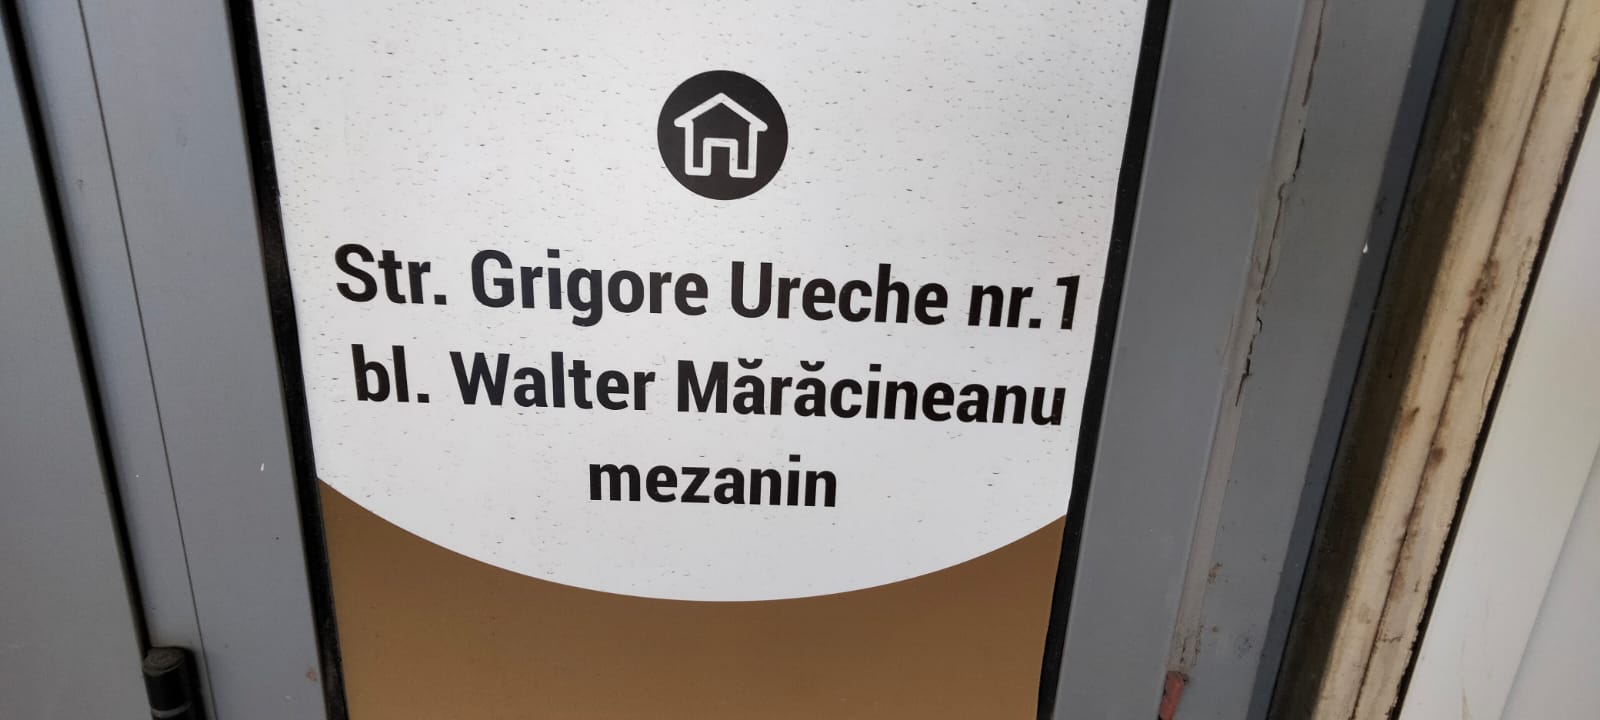 Str. Grigore Ureche nr.1
bl. Walter Mărăcineanu
mezanin